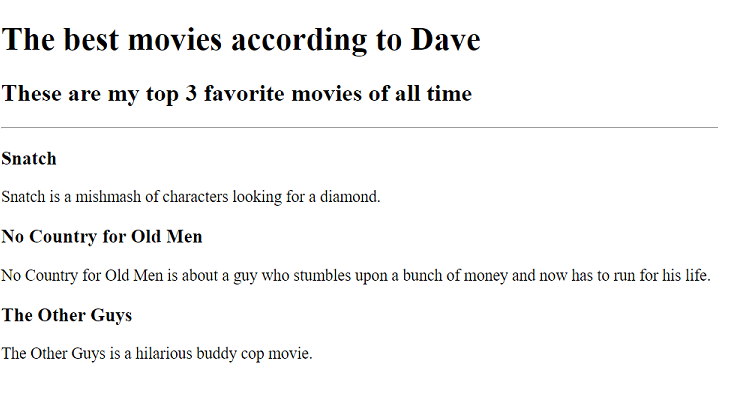 The best movies according to Dave
These are my top 3 favorite movies of all time
Snatch
Snatch is a mishmash of characters looking for a diamond.
No Country for Old Men
No Country for Old Men is about a guy who stumbles upon a bunch of money and now has to run for his life.
The Other Guys
The Other Guys is a hilarious buddy cop movie.